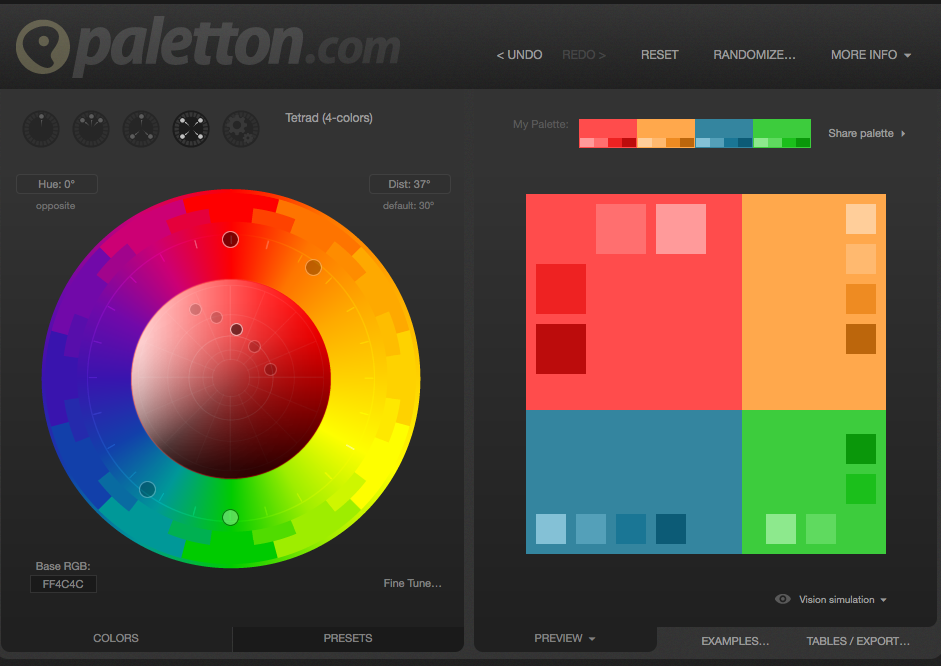 paletton.com
< UNDO REDO > RESET RANDOMIZE... MORE INFO
Tetrad (4-colors)
My Palette:
Share palette
Hue: 0°
opposite
Dist: 37°
default: 30°
Base RGB:
FF4C4C
Fine Tune...
Vision simulation
COLORS PRESETS
PREVIEW EXAMPLES... TABLES / EXPORT...